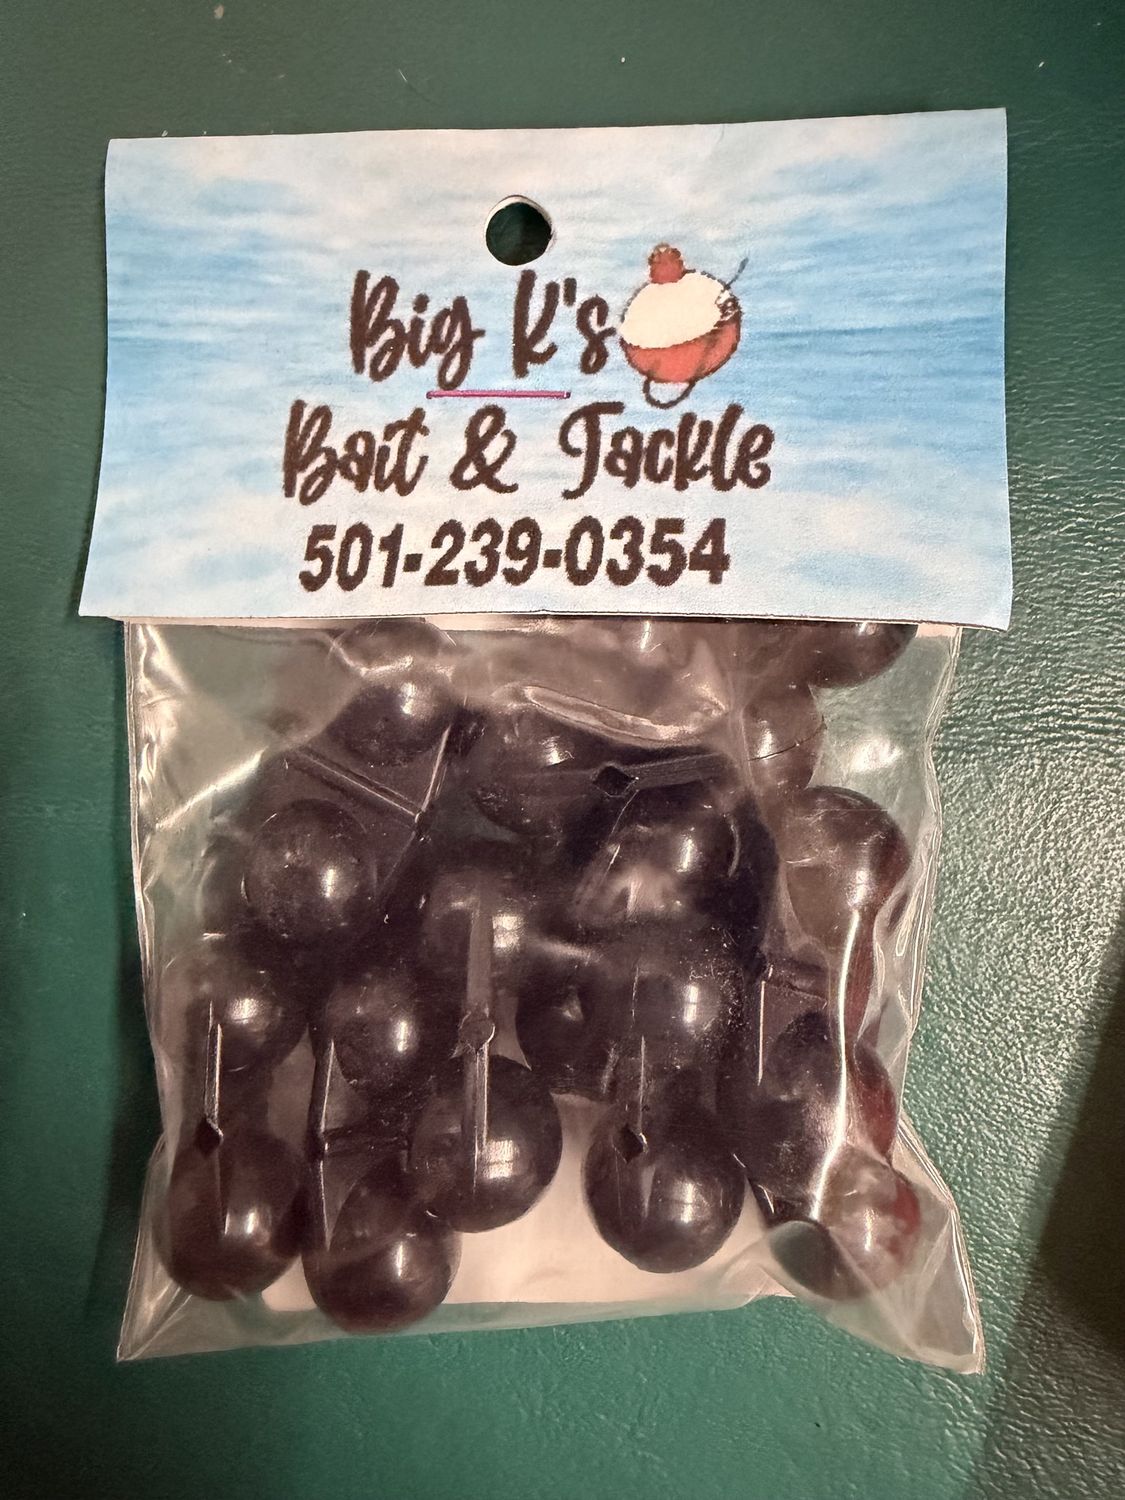 Big K's
Bait & Tackle
501-239-0354